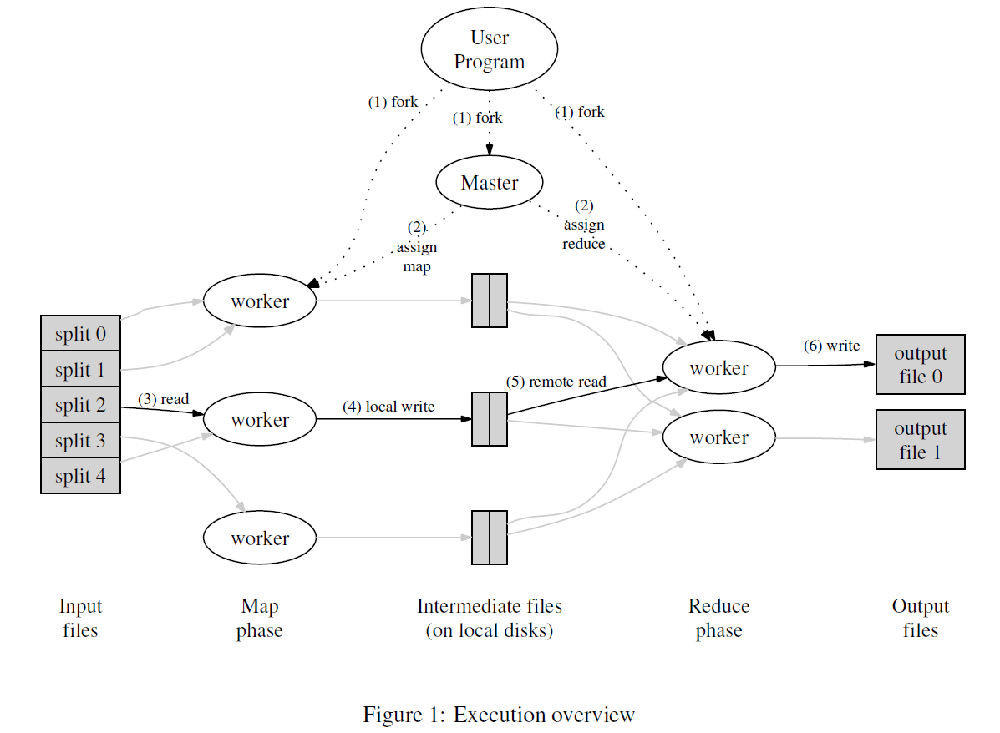 User
Program
(1) fork
(1) fork
(1) fork
Master
(2)
assign
map
(2)
assign
reduce
worker
split 0
split 1
split 2
split 3
split 4
(3) read
worker
(4) local write
(5) remote read
worker
worker
worker
(6) write
output
file 0
output
file 1
Input
files
Map
phase
Intermediate files
(on local disks)
Reduce
phase
Output
files
Figure 1: Execution overview